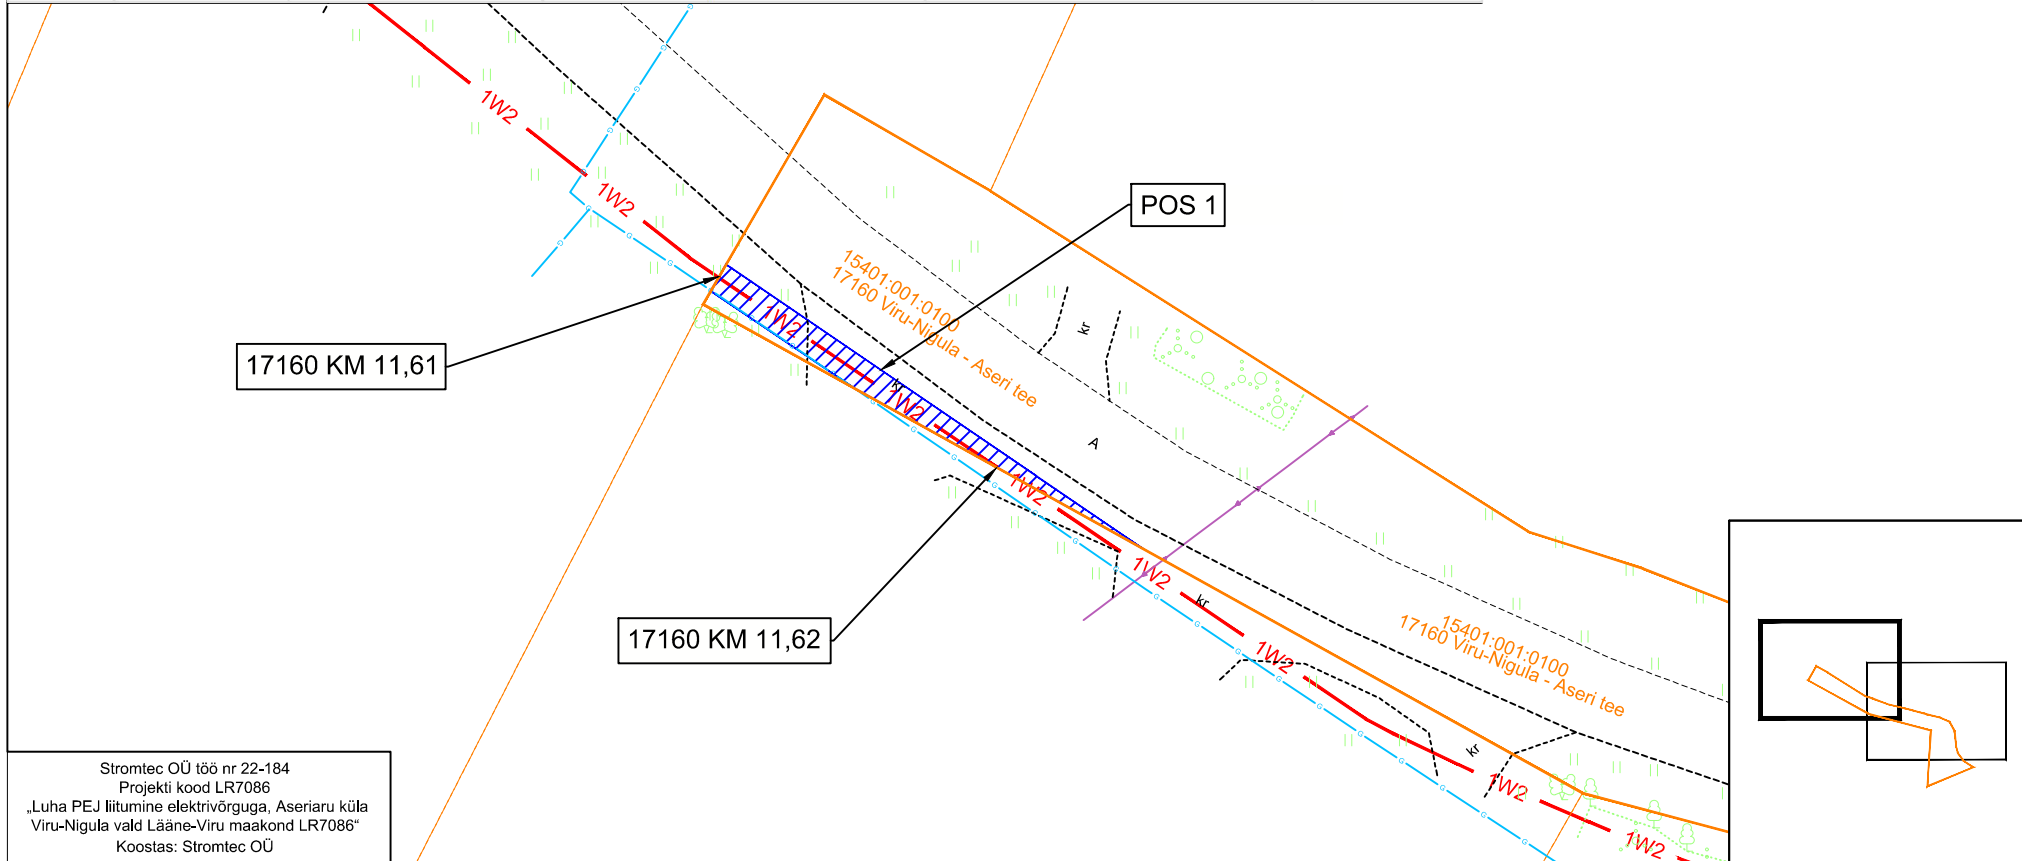 1W2
1W2
POS 1
15401:001:0100
17160 Viru-Nigula - Aseri tee
kr
17160 KM 11,61
1W2
kr
1W2
A
1W2
17160 KM 11,62
1W2
kr
1W2
15401:001:0100
17160 Viru-Nigula - Aseri tee
kr
1W2
1W2
Stromtec OÜ töö nr 22-184
Projekti kood LR7086
„Luha PEJ liitumine elektrivõrguga, Aseriaru küla
Viru-Nigula vald Lääne-Viru maakond LR7086“
Koostas: Stromtec OÜ